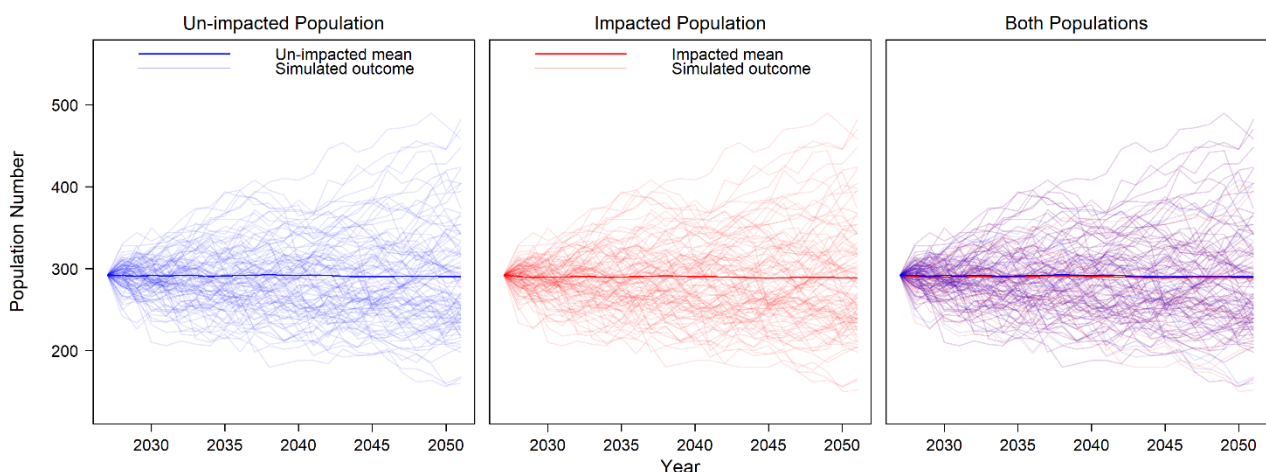 Un-impacted Population
Impacted Population
Both Populations
Un-impacted mean
Simulated outcome
Impacted mean
Simulated outcome
Population Number
500
400
300
200
2030 2035 2040 2045 2050
2030 2035 2040 2045 2050
2030 2035 2040 2045 2050
Year